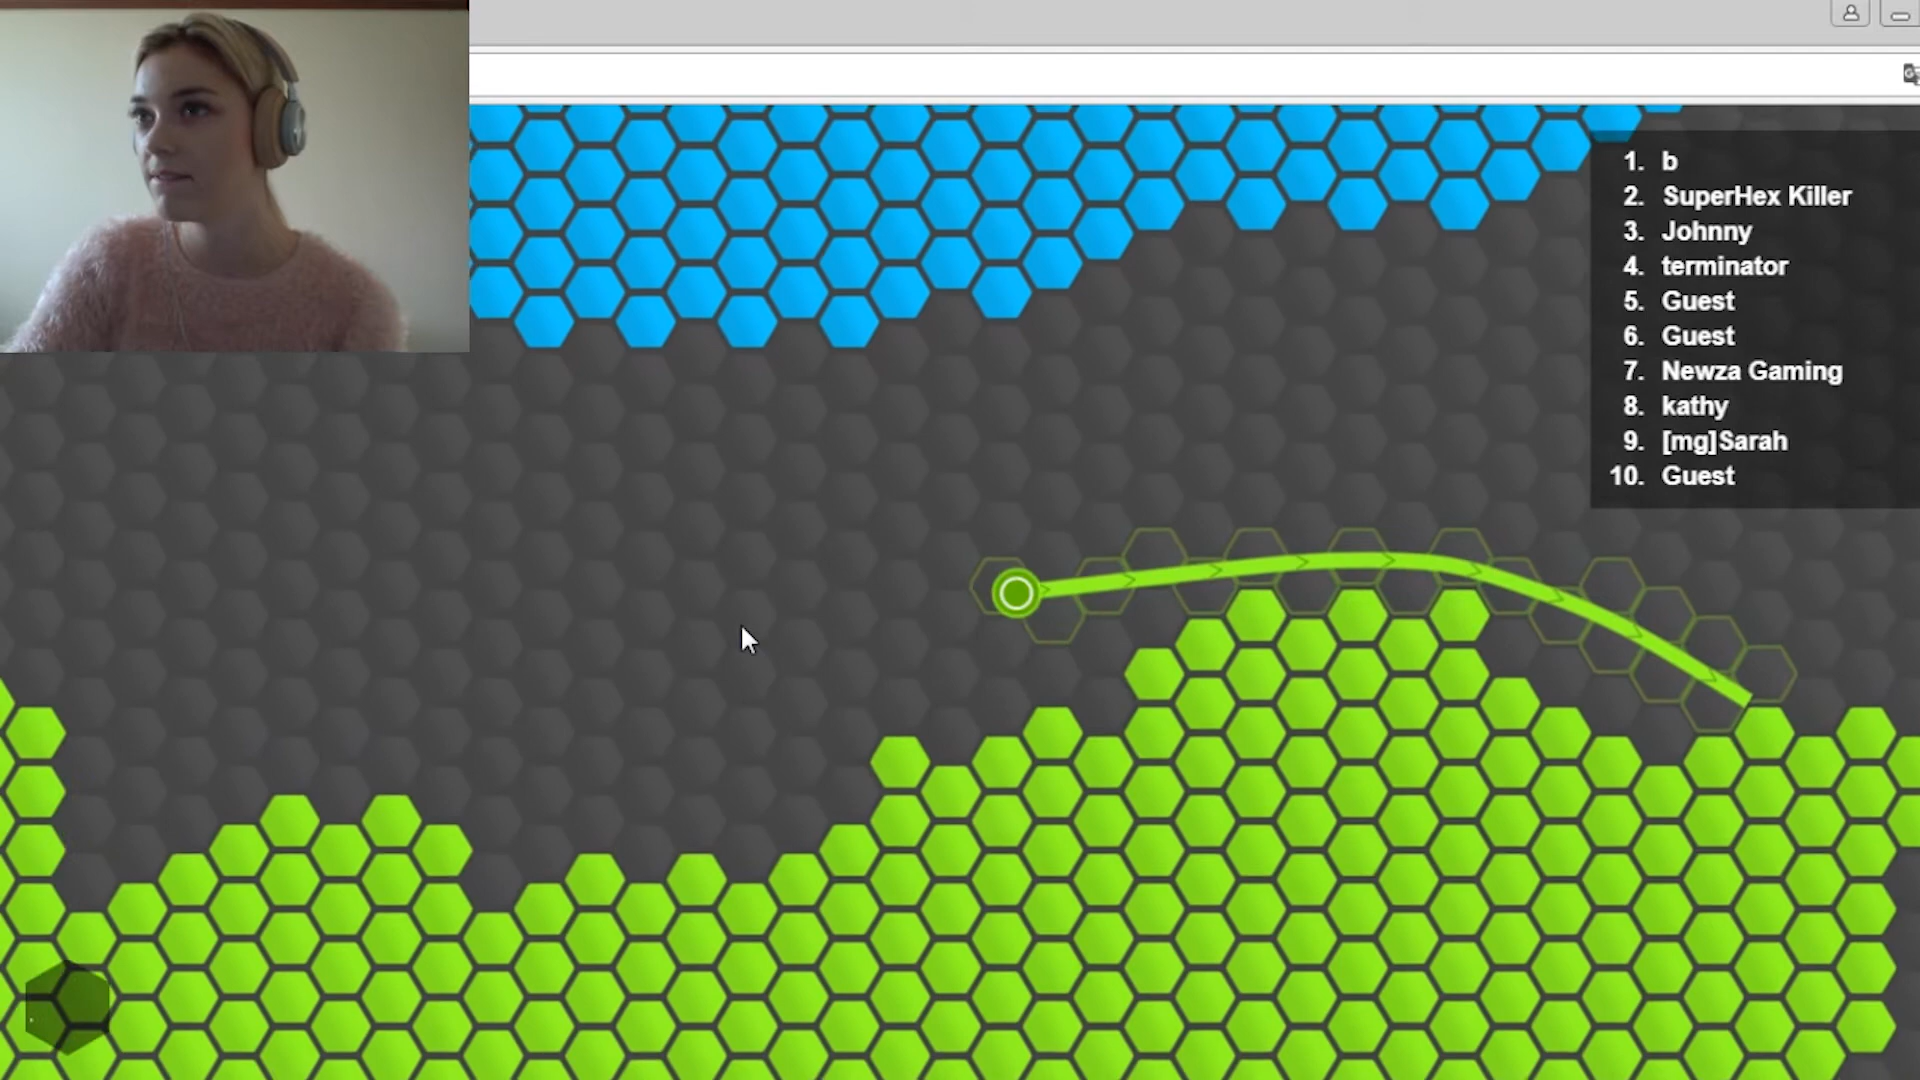 1. b
2. SuperHex Killer
3. Johnny
4. terminator
5. Guest
6. Guest
7. Newza Gaming
8. kathy
9. [mg]Sarah
10. Guest